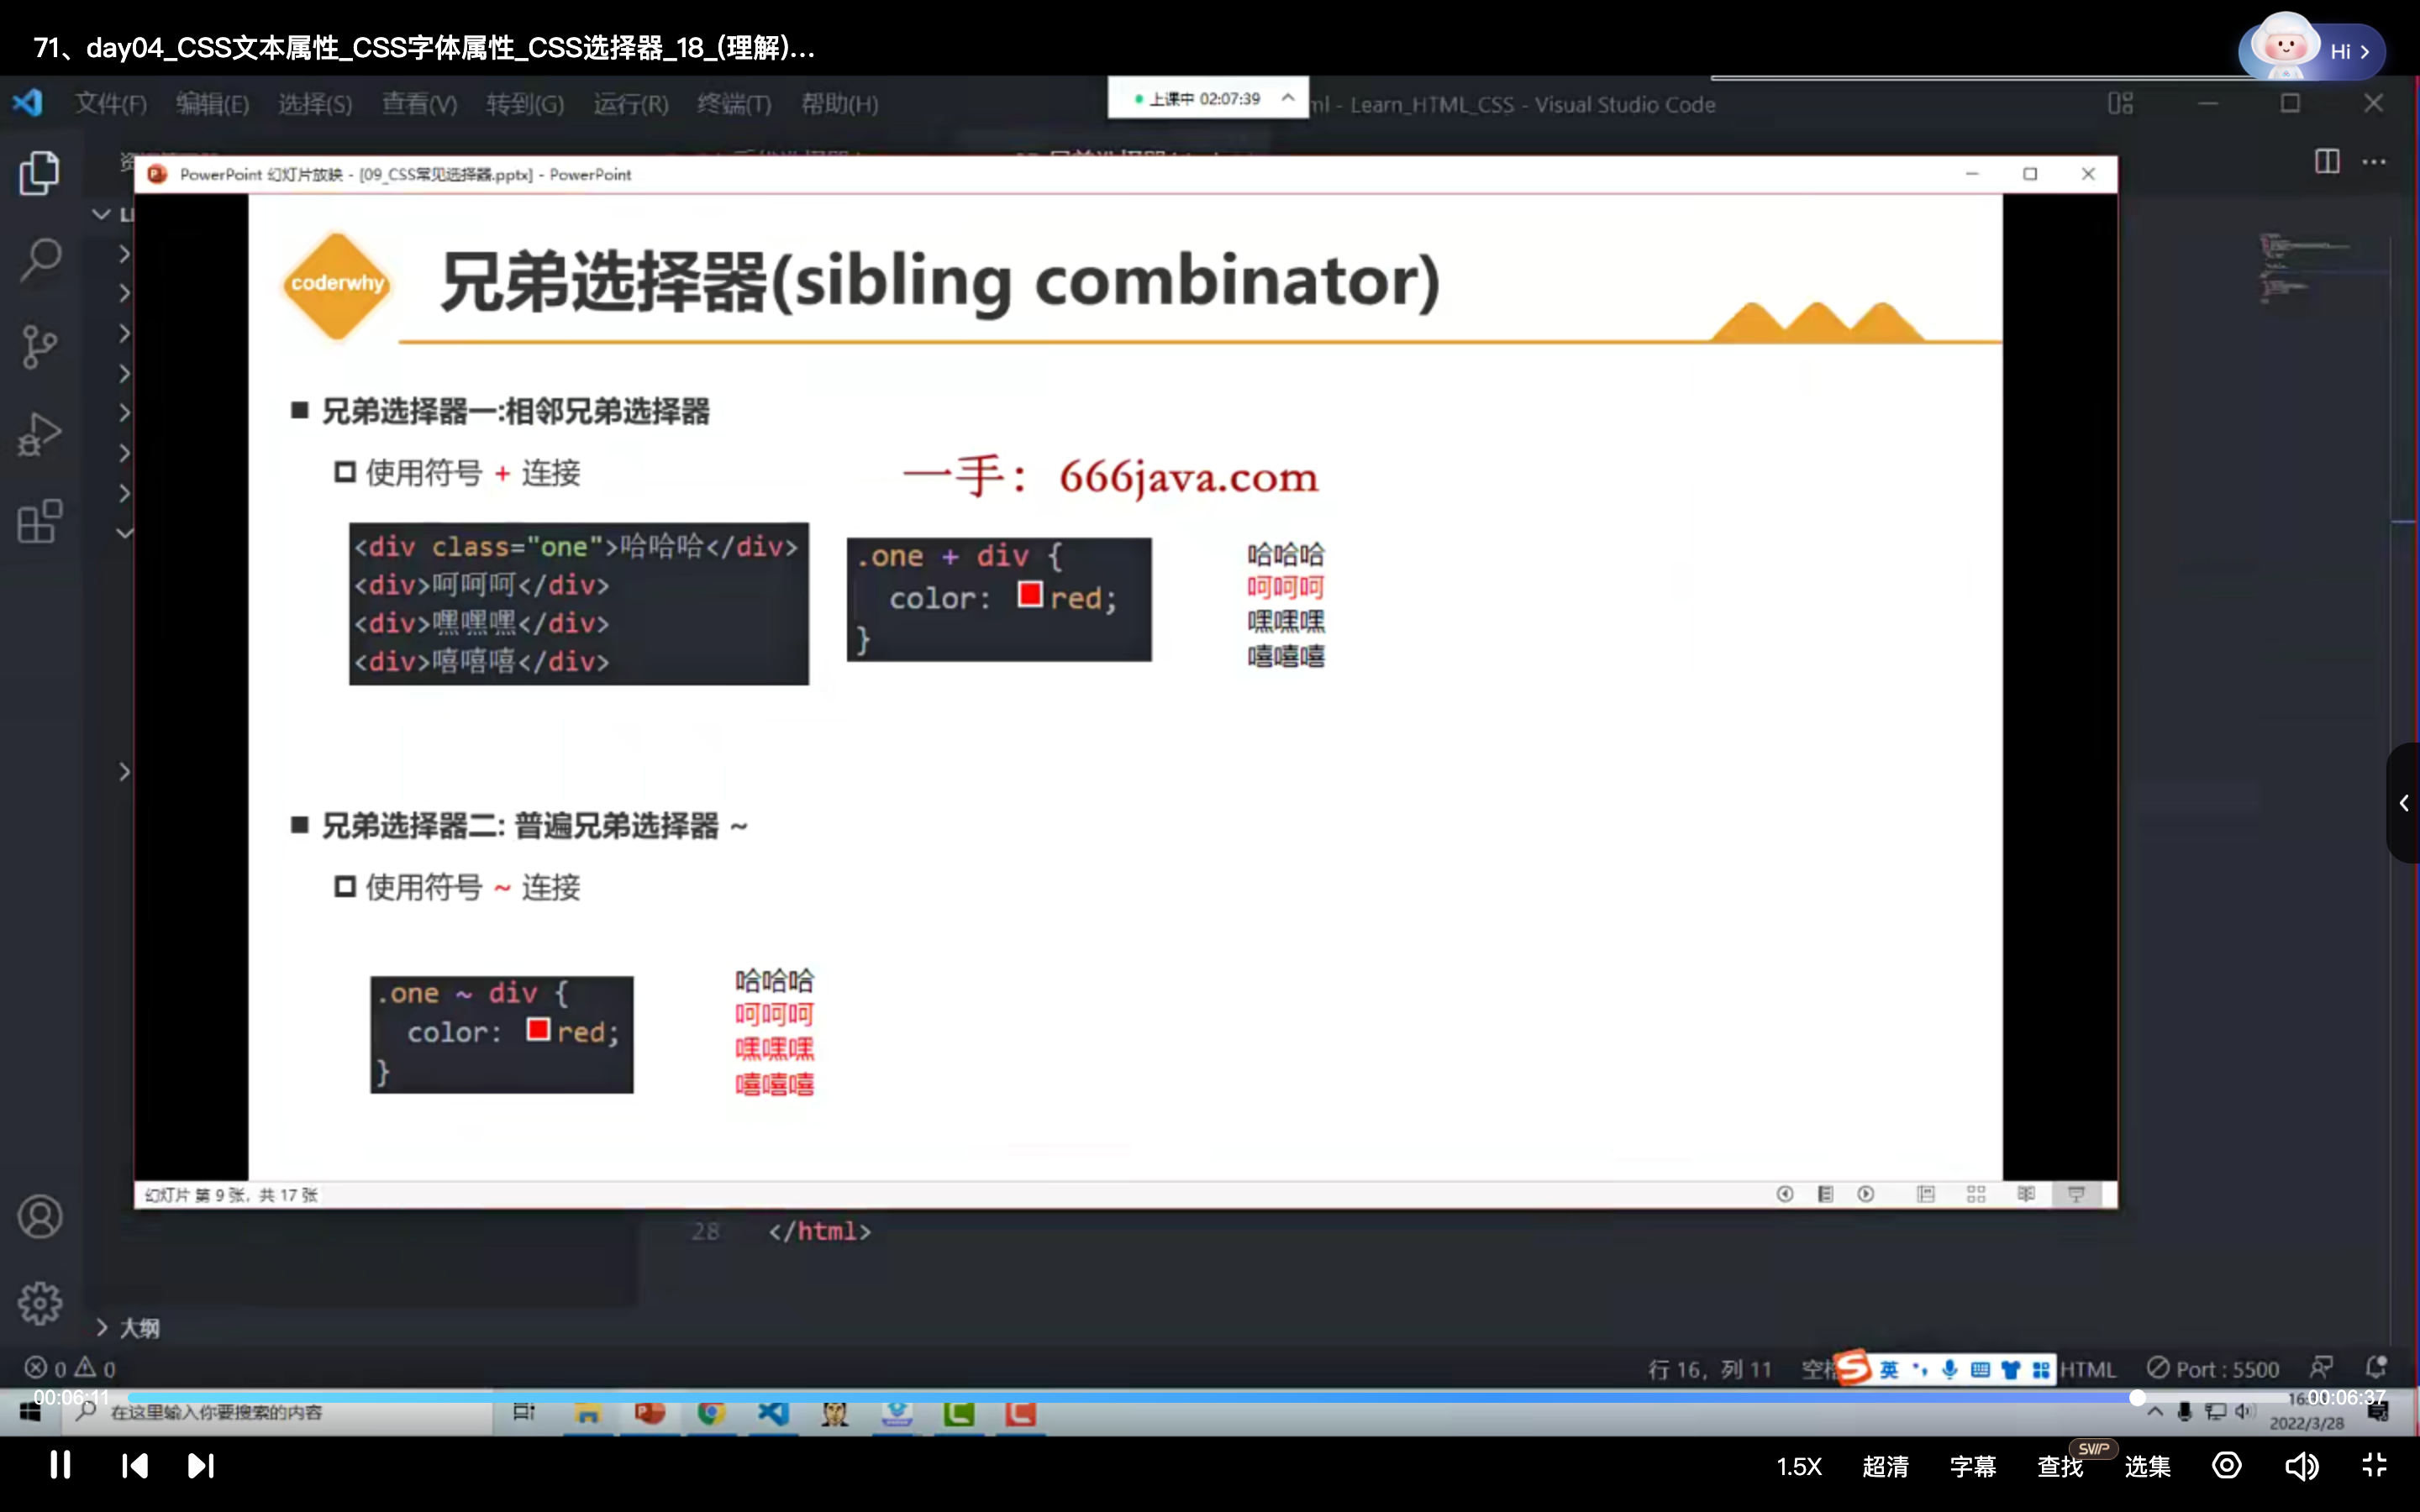 71、day04_CSS文本属性_CSS字体属性_CSS选择器_18_(理解)...
Hi
文件(F) 编辑(E) 选择(S) 查看(V) 转到(G) 运行(R) 终端(T) 帮助(H)
上课中 02:07:39
ml - Learn_HTML_CSS - Visual Studio Code
PowerPoint 幻灯片放映 - [09_CSS常见选择器.pptx] - PowerPoint
coderwhy
兄弟选择器(sibling combinator)
兄弟选择器一:相邻兄弟选择器
使用符号 + 连接
一手：666java.com
<div class="one">哈哈哈</div>
<div>呵呵呵</div>
<div>嘿嘿嘿</div>
<div>嘻嘻嘻</div>
.one + div {
color: red;
}
哈哈哈
呵呵呵
嘿嘿嘿
嘻嘻嘻
兄弟选择器二: 普遍兄弟选择器 ~
使用符号 ~ 连接
.one ~ div {
color: red;
}
哈哈哈
呵呵呵
嘿嘿嘿
嘻嘻嘻
幻灯片 第 9 张，共 17 张
28 </html>
大纲
0 0
行 16，列 11
英
HTML
Port : 5500
00:06:11
00:06:37
在这里输入你要搜索的内容
2022/3/28
1.5X 超清 字幕 查找 SVIP 选集